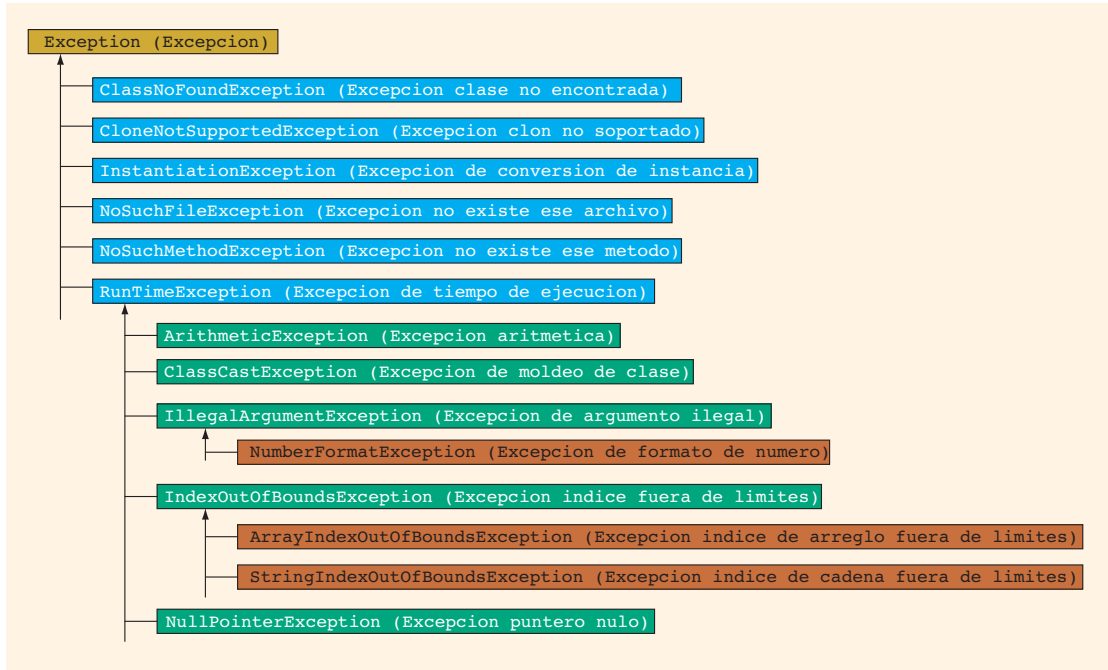 Exception (Excepcion)
ClassNoFoundException (Excepcion clase no encontrada)
CloneNotSupportedException (Excepcion clon no soportado)
InstantiationException (Excepcion de conversion de instancia)
NoSuchFileException (Excepcion no existe ese archivo)
NoSuchMethodException (Excepcion no existe ese metodo)
RunTimeException (Excepcion de tiempo de ejecucion)
ArithmeticException (Excepcion aritmetica)
ClassCastException (Excepcion de moldeo de clase)
IllegalArgumentException (Excepcion de argumento ilegal)
NumberFormatException (Excepcion de formato de numero)
IndexOutOfBoundsException (Excepcion indice fuera de limites)
ArrayIndexOutOfBoundsException (Excepcion indice de arreglo fuera de limites)
StringIndexOutOfBoundsException (Excepcion indice de cadena fuera de limites)
NullPointerException (Excepcion puntero nulo)